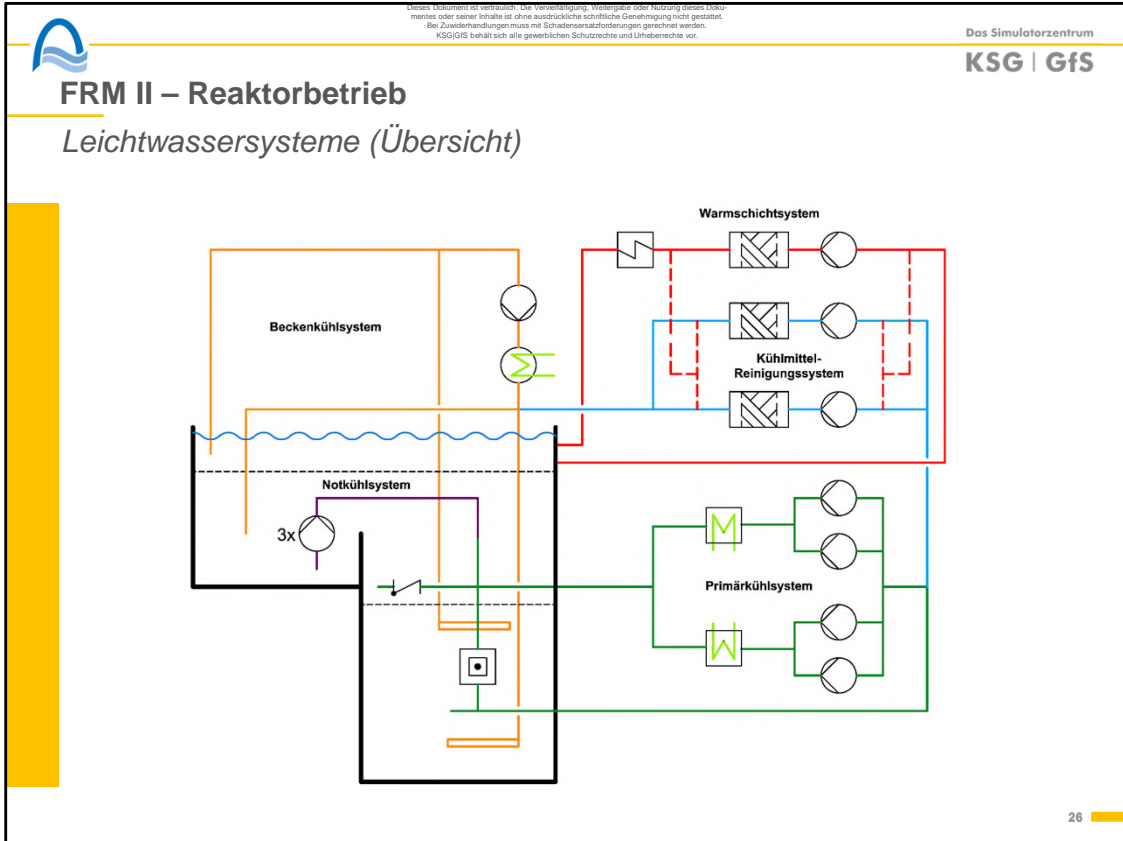 Dieses Dokument ist vertraulich. Die Vervielfältigung, Weitergabe oder Nutzung dieses Doku-
mentes oder seiner Inhalte ist ohne ausdrückliche schriftliche Genehmigung nicht gestattet.
Bei Zuwiderhandlungen muss mit Schadensersatzforderungen gerechnet werden.
KSG|GfS behält sich alle gewerblichen Schutzrechte und Urheberrechte vor.
Das Simulatorzentrum
KSG | GfS
FRM II – Reaktorbetrieb
Leichtwassersysteme (Übersicht)
Warmschichtsystem
Beckenkühlsystem
Kühlmittel-
Reinigungssystem
Notkühlsystem
3x
Primärkühlsystem
26